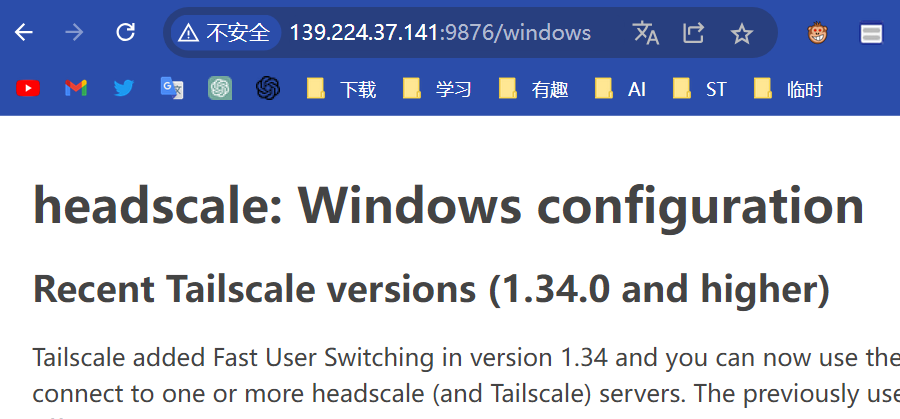 不安全 139.224.37.141:9876/windows
下载 学习 有趣 AI ST 临时
headscale: Windows configuration
Recent Tailscale versions (1.34.0 and higher)
Tailscale added Fast User Switching in version 1.34 and you can now use the
connect to one or more headscale (and Tailscale) servers. The previously use